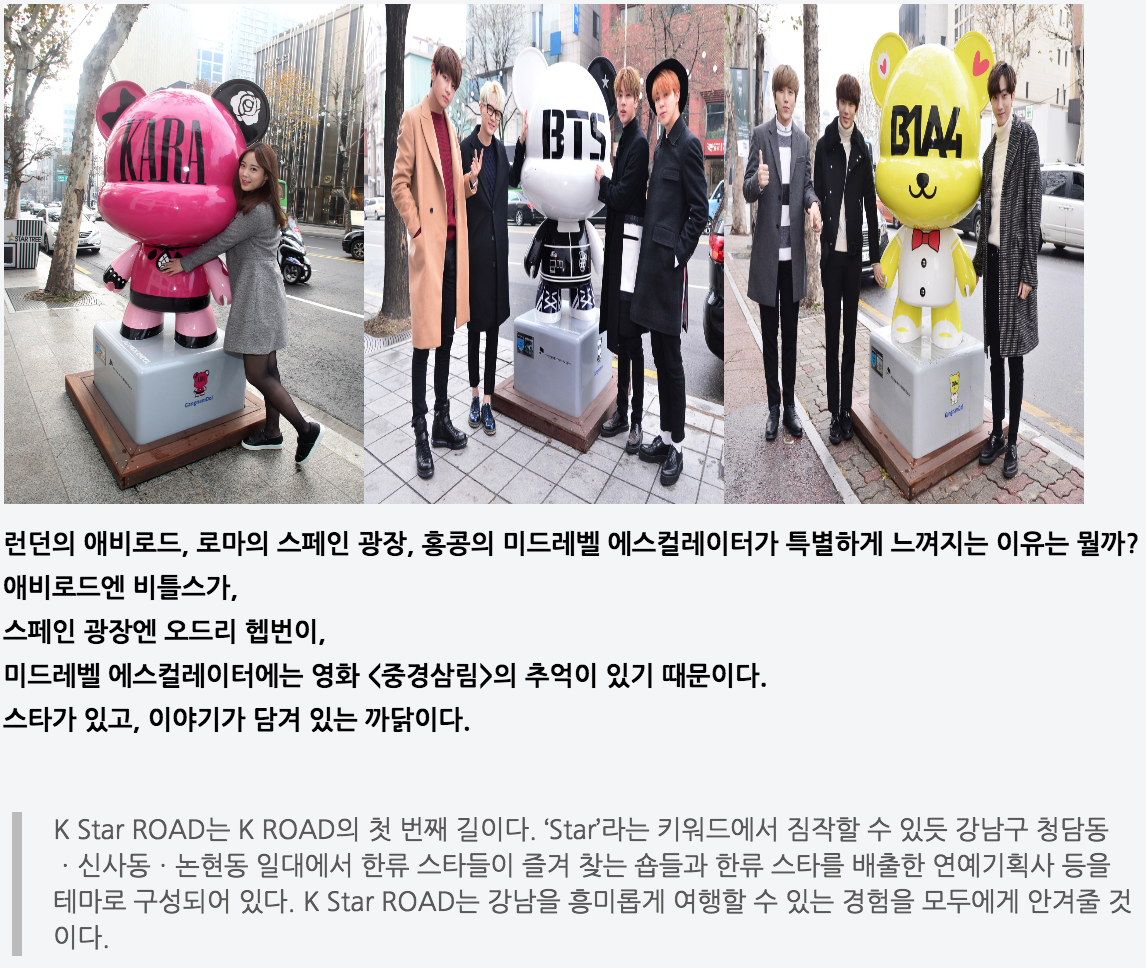 KARA
STAR TREE
GangnamDol
BTS
B1A4
GangnamDol
런던의 애비로드, 로마의 스페인 광장, 홍콩의 미드레벨 에스컬레이터가 특별하게 느껴지는 이유는 뭘까?
애비로드엔 비틀스가,
스페인 광장엔 오드리 헵번이,
미드레벨 에스컬레이터에는 영화 <중경삼림>의 추억이 있기 때문이다.
스타가 있고, 이야기가 담겨 있는 까닭이다.
K Star ROAD는 K ROAD의 첫 번째 길이다. ‘Star’라는 키워드에서 짐작할 수 있듯 강남구 청담동
· 신사동 · 논현동 일대에서 한류 스타들이 즐겨 찾는 숍들과 한류 스타를 배출한 연예기획사 등을
테마로 구성되어 있다. K Star ROAD는 강남을 흥미롭게 여행할 수 있는 경험을 모두에게 안겨줄 것
이다.